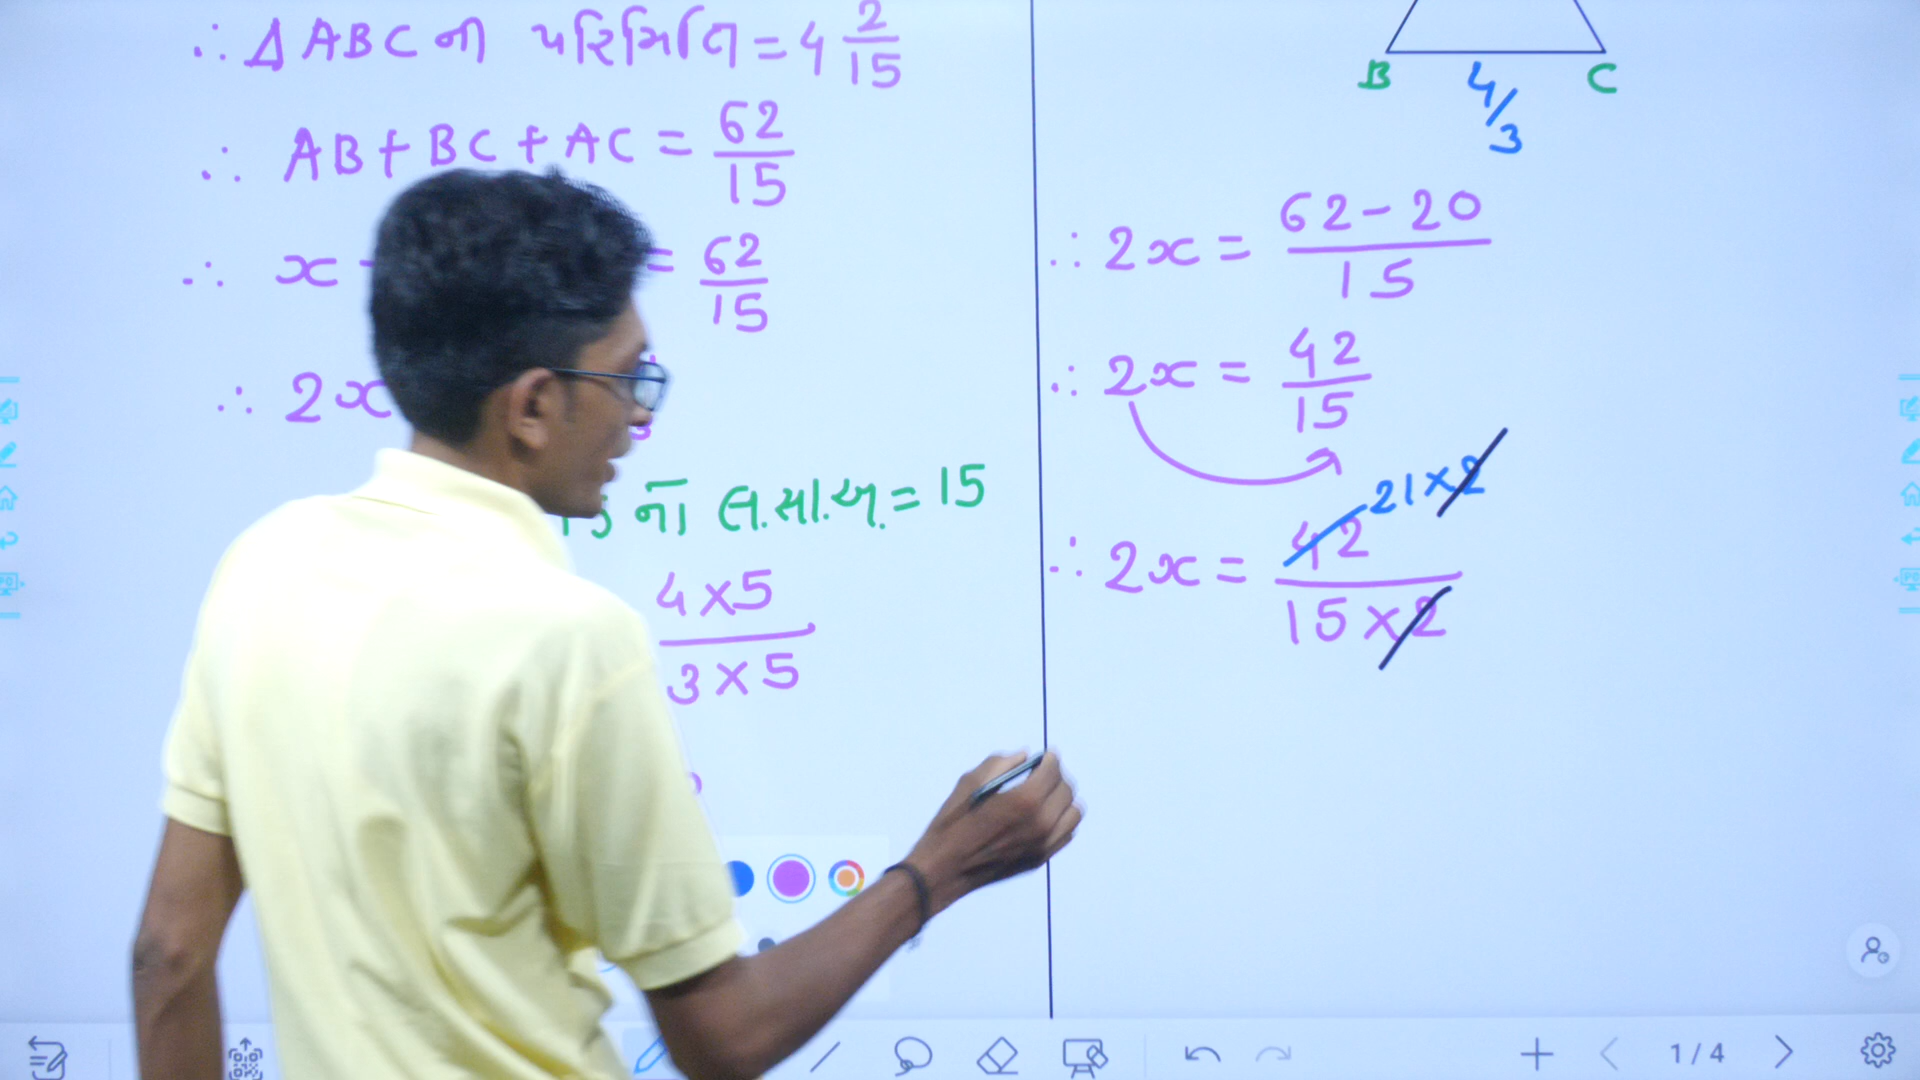 ∴ Δ ABC ની પરિમિતિ = 4 2/15
∴ AB + BC + AC = 62/15
∴ x = 62/15
∴ 2x
15 નો લ.સા.અ. = 15
4 × 5
3 × 5
B C
4/3
∴ 2x = 62 - 20 / 15
∴ 2x = 42/15
21 × 2
∴ 2x = 42 / 15 × 2
1 / 4